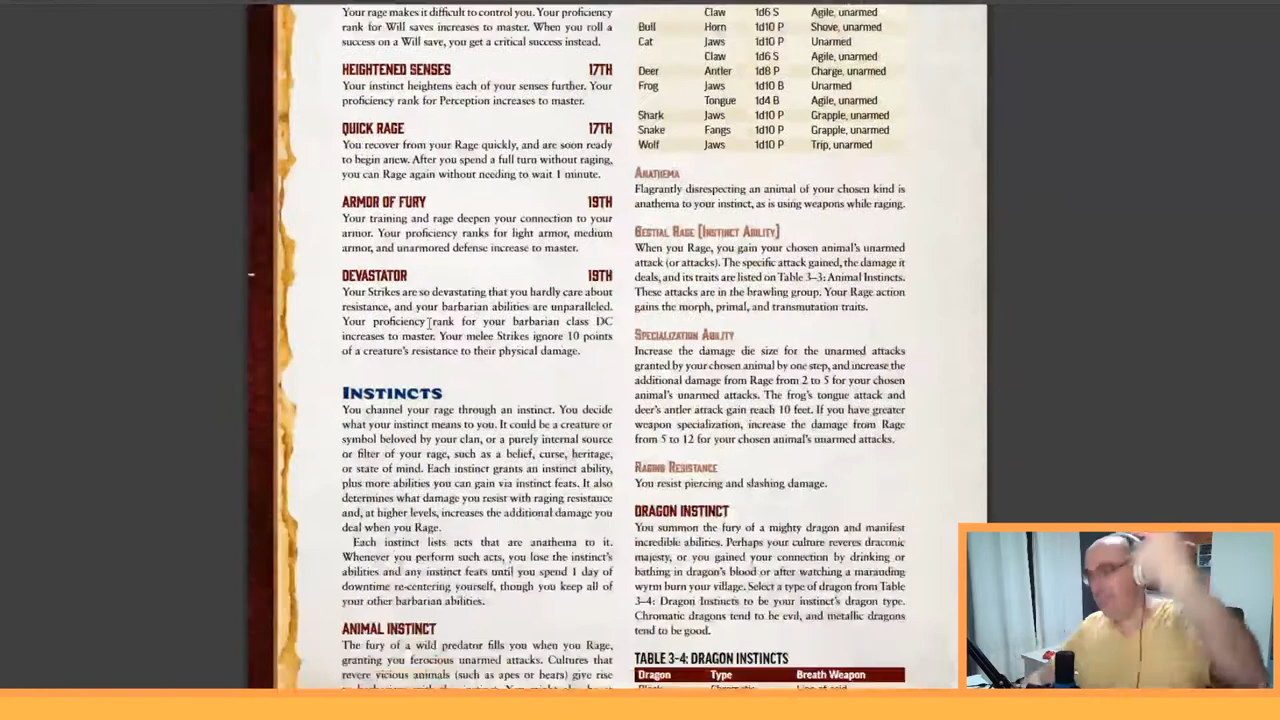 Your rage makes it difficult to control you. Your proficiency
rank for Will saves increases to master. When you roll a
success on a Will save, you get a critical success instead.
HEIGHTENED SENSES 17TH
Your instinct heightens each of your senses further. Your
proficiency rank for Perception increases to master.
QUICK RAGE 17TH
You recover from your Rage quickly, and are soon ready
to begin anew. After you spend a full turn without raging,
you can Rage again without needing to wait 1 minute.
ARMOR OF FURY 19TH
Your training and rage deepen your connection to your
armor. Your proficiency ranks for light armor, medium
armor, and unarmored defense increase to master.
DEVASTATOR 19TH
Your Strikes are so devastating that you hardly care about
resistance, and your barbarian abilities are unparalleled.
Your proficiency rank for your barbarian class DC
increases to master. Your melee Strikes ignore 10 points
of a creature's resistance to their physical damage.
INSTINCTS
You channel your rage through an instinct. You decide
what your instinct means to you. It could be a creature or
symbol beloved by your clan, or a purely internal source
or filter of your rage, such as a belief, curse, heritage,
or state of mind. Each instinct grants an instinct ability,
plus more abilities you can gain via instinct feats. It also
determines what damage you resist with raging resistance
and, at higher levels, increases the additional damage you
deal when you Rage.
Each instinct lists acts that are anathema to it.
Whenever you perform such acts, you lose the instinct's
abilities and any instinct feats until you spend 1 day of
downtime re-centering yourself, though you keep all of
your other barbarian abilities.
ANIMAL INSTINCT
The fury of a wild predator fills you when you Rage,
granting you ferocious unarmed attacks. Cultures that
revere vicious animals (such as apes or bears) give rise
Claw 1d6 S Agile, unarmed
Bull Horn 1d10 P Shove, unarmed
Cat Jaws 1d10 P Unarmed
Claw 1d6 S Agile, unarmed
Deer Antler 1d8 P Charge, unarmed
Frog Jaws 1d10 B Unarmed
Tongue 1d4 B Agile, unarmed
Shark Jaws 1d10 P Grapple, unarmed
Snake Fangs 1d10 P Grapple, unarmed
Wolf Jaws 1d10 P Trip, unarmed
ANATHEMA
Flagrantly disrespecting an animal of your chosen kind is
anathema to your instinct, as is using weapons while raging.
BESTIAL RAGE (INSTINCT ABILITY)
When you Rage, you gain your chosen animal's unarmed
attack (or attacks). The specific attack gained, the damage it
deals, and its traits are listed on Table 3–3: Animal Instincts.
These attacks are in the brawling group. Your Rage action
gains the morph, primal, and transmutation traits.
SPECIALIZATION ABILITY
Increase the damage die size for the unarmed attacks
granted by your chosen animal by one step, and increase the
additional damage from Rage from 2 to 5 for your chosen
animal's unarmed attacks. The frog's tongue attack and
deer's antler attack gain reach 10 feet. If you have greater
weapon specialization, increase the damage from Rage
from 5 to 12 for your chosen animal's unarmed attacks.
RAGING RESISTANCE
You resist piercing and slashing damage.
DRAGON INSTINCT
You summon the fury of a mighty dragon and manifest
incredible abilities. Perhaps your culture reveres draconic
majesty, or you gained your connection by drinking or
bathing in dragon's blood or after watching a marauding
wyrm burn your village. Select a type of dragon from Table
3–4: Dragon Instincts to be your instinct's dragon type.
Chromatic dragons tend to be evil, and metallic dragons
tend to be good.
TABLE 3-4: DRAGON INSTINCTS
Dragon Type Breath Weapon